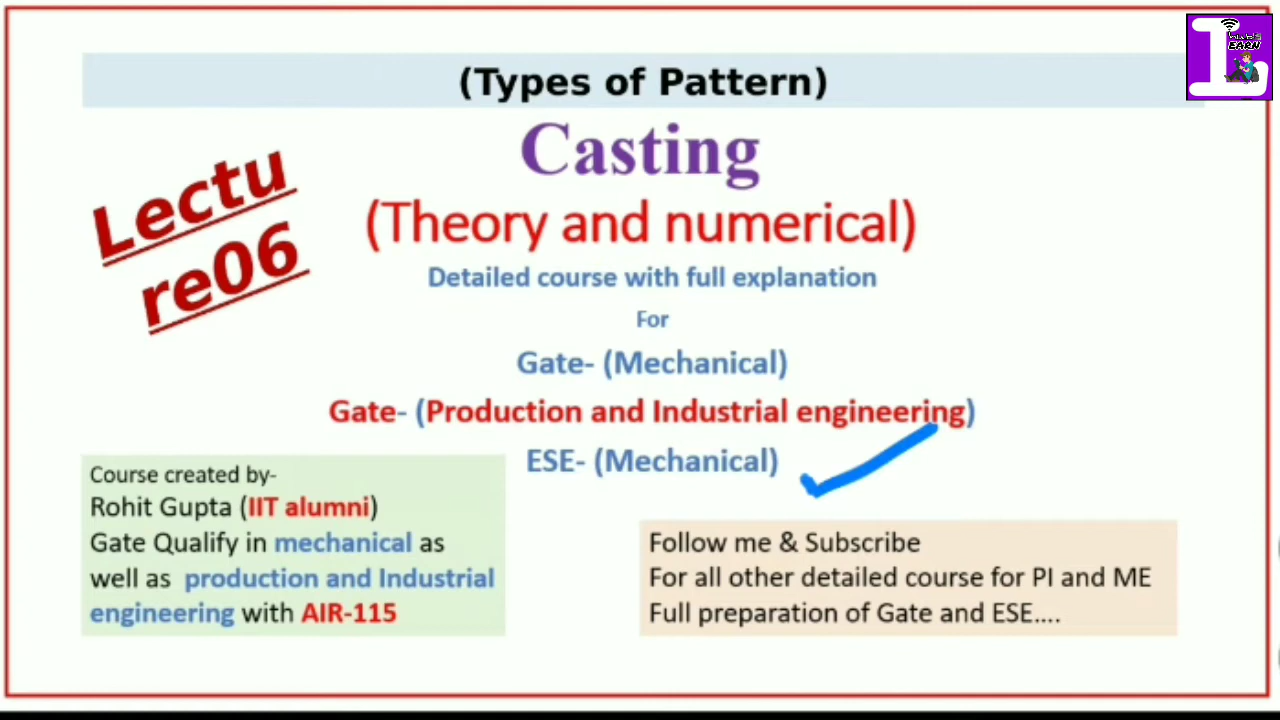 (Types of Pattern)
Casting
(Theory and numerical)
Lectu
re06
Detailed course with full explanation
For
Gate- (Mechanical)
Gate- (Production and Industrial engineering)
ESE- (Mechanical)
Course created by-
Rohit Gupta (IIT alumni)
Gate Qualify in mechanical as
well as production and Industrial
engineering with AIR-115
Follow me & Subscribe
For all other detailed course for PI and ME
Full preparation of Gate and ESE....
L
EARN